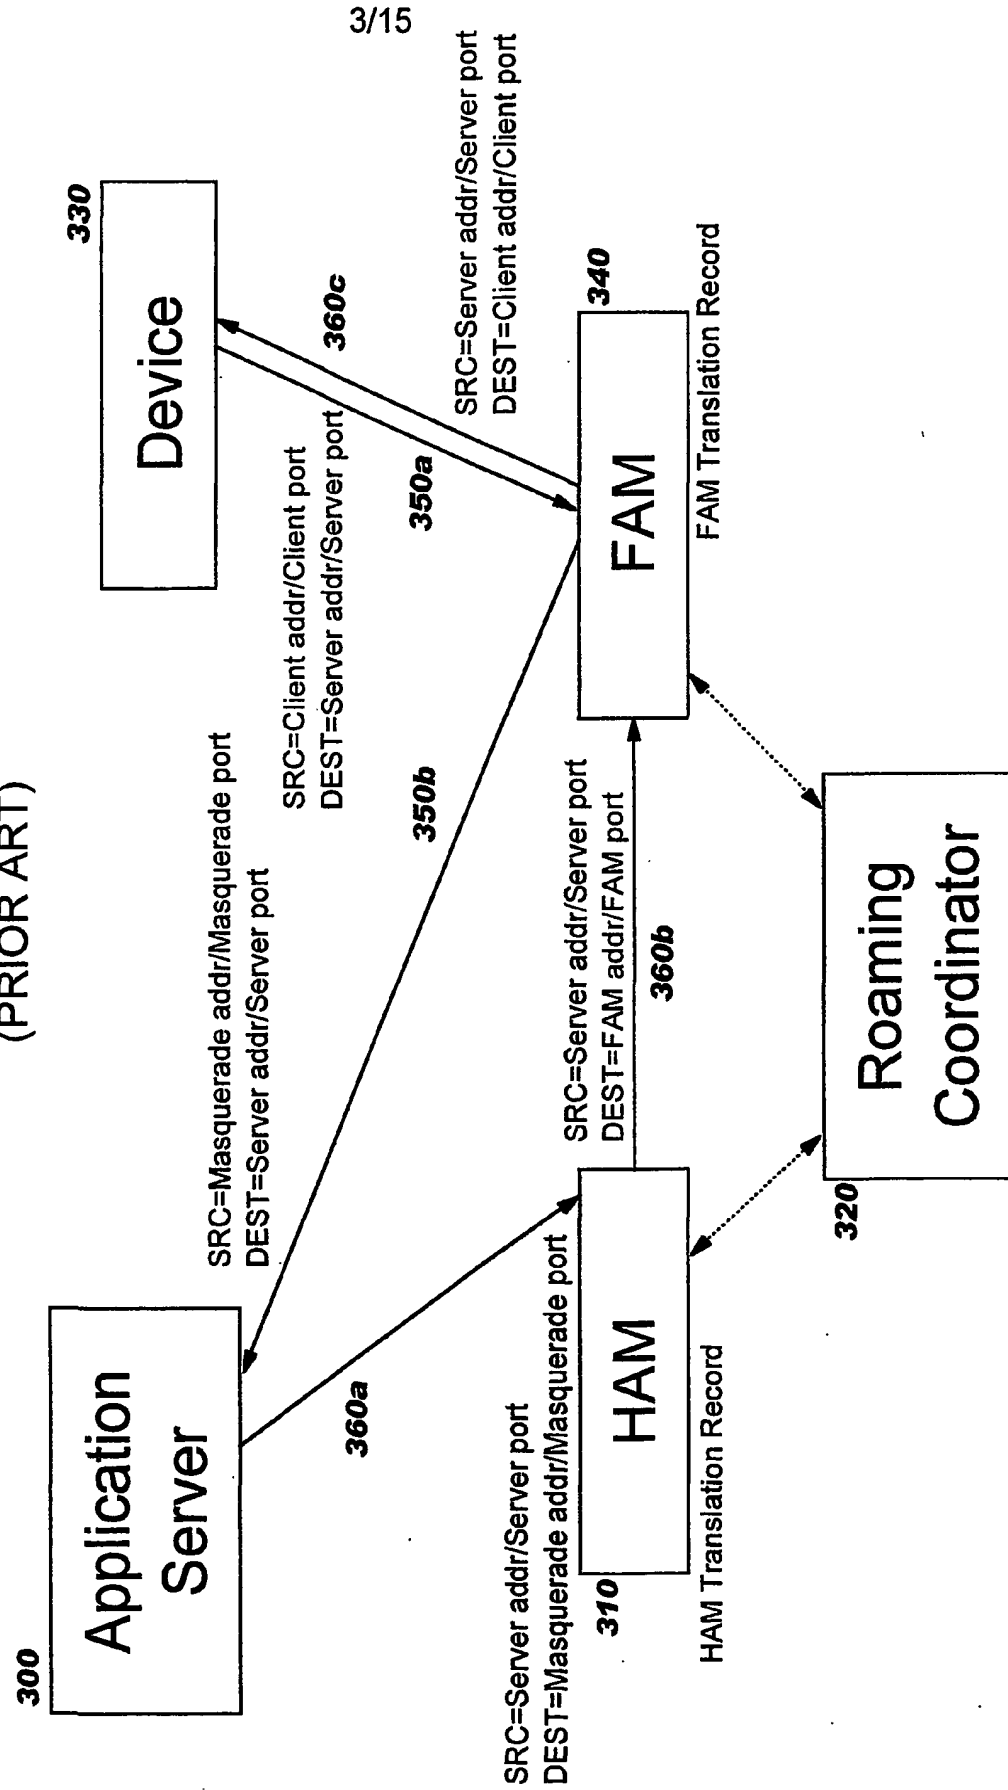 3/15
(PRIOR ART)
300
Application
Server
330
Device
SRC=Masquerade addr/Masquerade port
DEST=Server addr/Server port
SRC=Client addr/Client port
DEST=Server addr/Server port
360c
360a
350b
350a
SRC=Server addr/Server port
DEST=Client addr/Client port
SRC=Server addr/Server port
DEST=Masquerade addr/Masquerade port
SRC=Server addr/Server port
DEST=FAM addr/FAM port
310
HAM
360b
FAM
340
HAM Translation Record
FAM Translation Record
320
Roaming
Coordinator